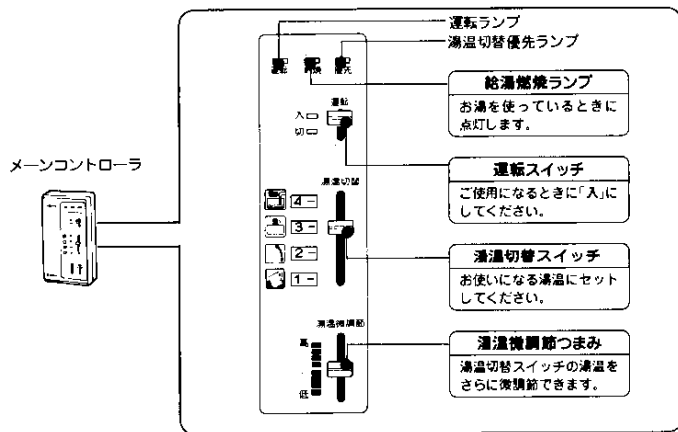 運転ランプ
湯温切替優先ランプ
運転 燃焼 優先
給湯燃焼ランプ
お湯を使っているときに
点灯します。
運転
入
切
メーンコントローラ
運転スイッチ
ご使用になるときに「入」に
してください。
湯温切替
4
3
2
1
湯温切替スイッチ
お使いになる湯温にセット
してください。
湯温微調節
高
低
湯温微調節つまみ
湯温切替スイッチの湯温を
さらに微調節できます。